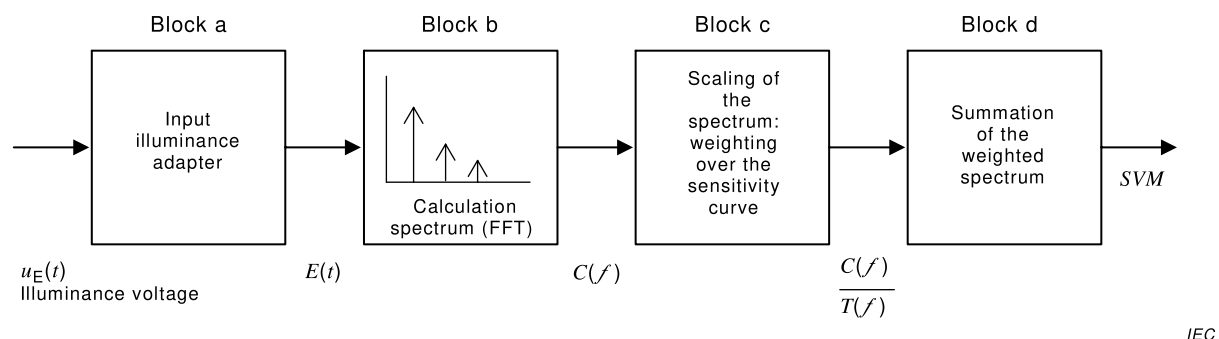 Block a
Block b
Block c
Block d
Input
illuminance
adapter
Calculation
spectrum (FFT)
Scaling of
the
spectrum:
weighting
over the
sensitivity
curve
Summation
of the
weighted
spectrum
SVM
u_E(t)
Illuminance voltage
E(t)
C(f)
C(f)
T(f)
IEC